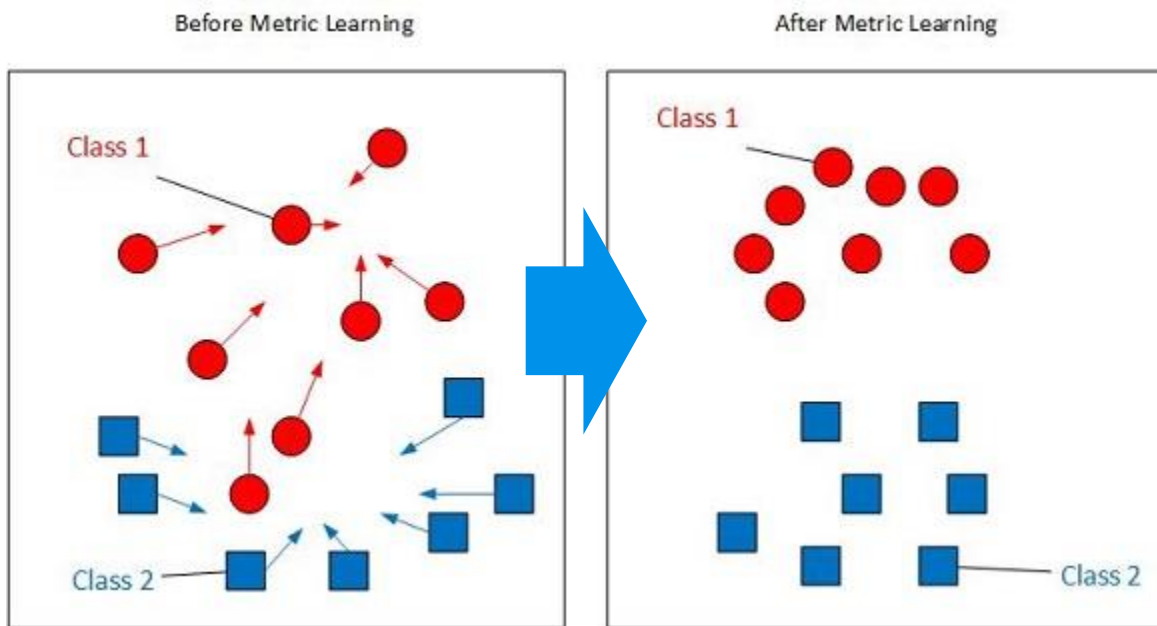 Before Metric Learning
After Metric Learning
Class 1
Class 1
Class 2
Class 2